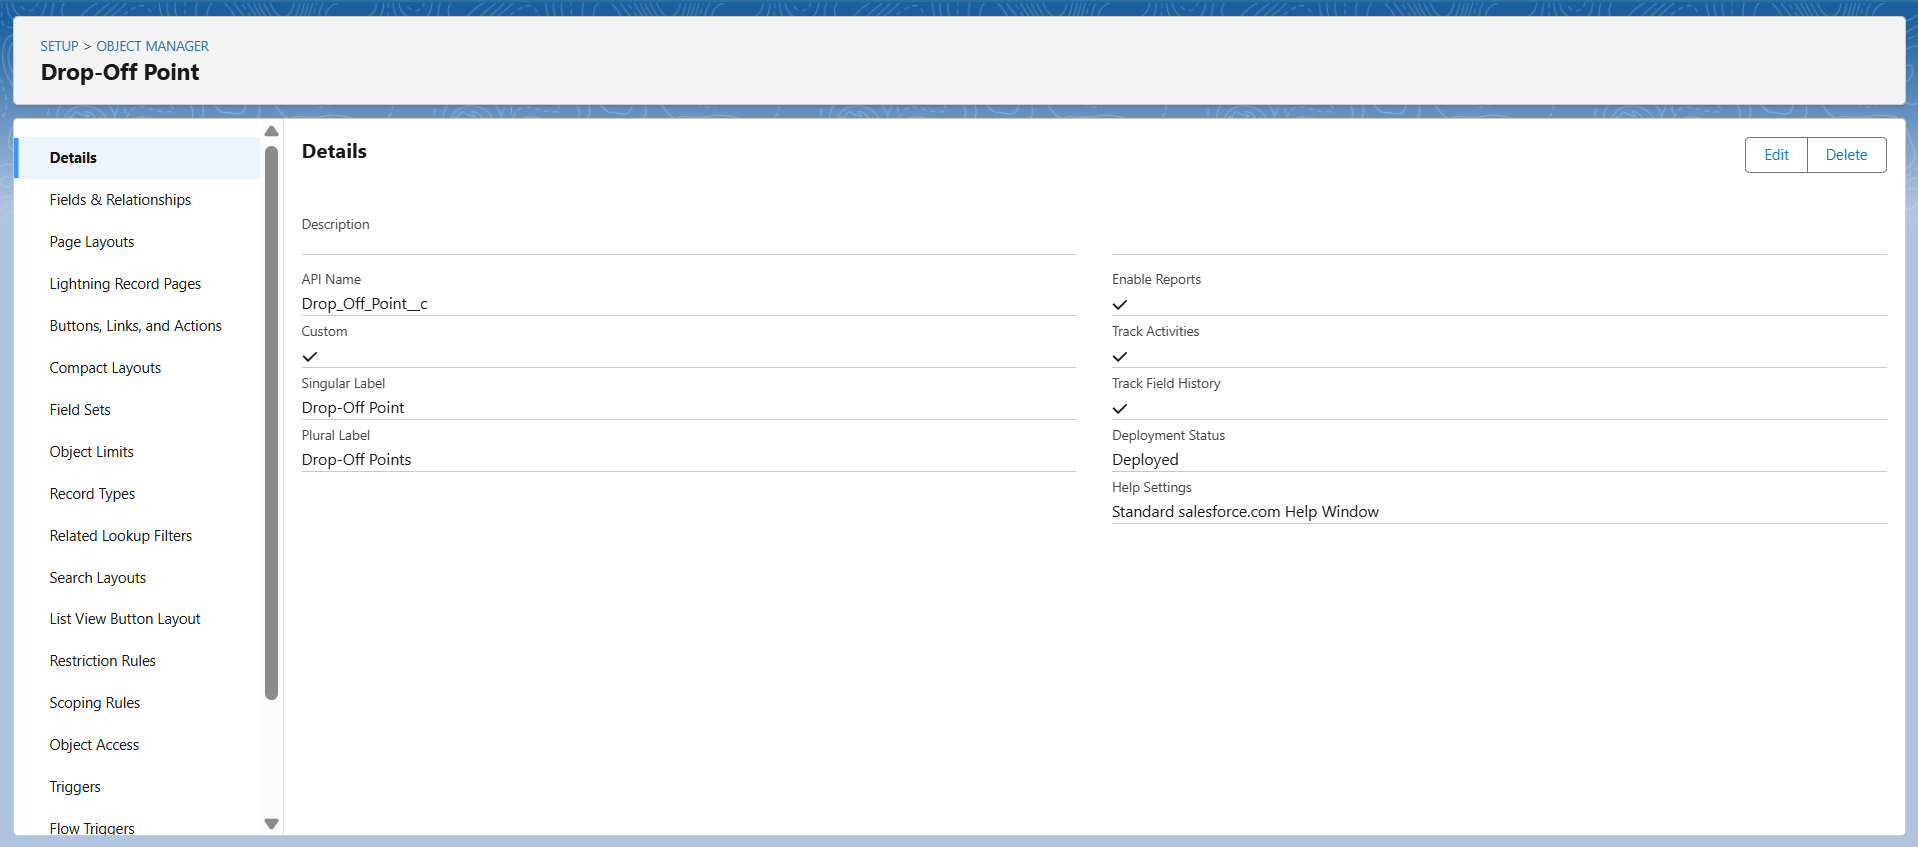 SETUP > OBJECT MANAGER
Drop-Off Point
Details
Fields & Relationships
Page Layouts
Lightning Record Pages
Buttons, Links, and Actions
Compact Layouts
Field Sets
Object Limits
Record Types
Related Lookup Filters
Search Layouts
List View Button Layout
Restriction Rules
Scoping Rules
Object Access
Triggers
Flow Triggers
Details
Edit
Delete
Description
API Name
Drop_Off_Point__c
Custom
Singular Label
Drop-Off Point
Plural Label
Drop-Off Points
Enable Reports
Track Activities
Track Field History
Deployment Status
Deployed
Help Settings
Standard salesforce.com Help Window